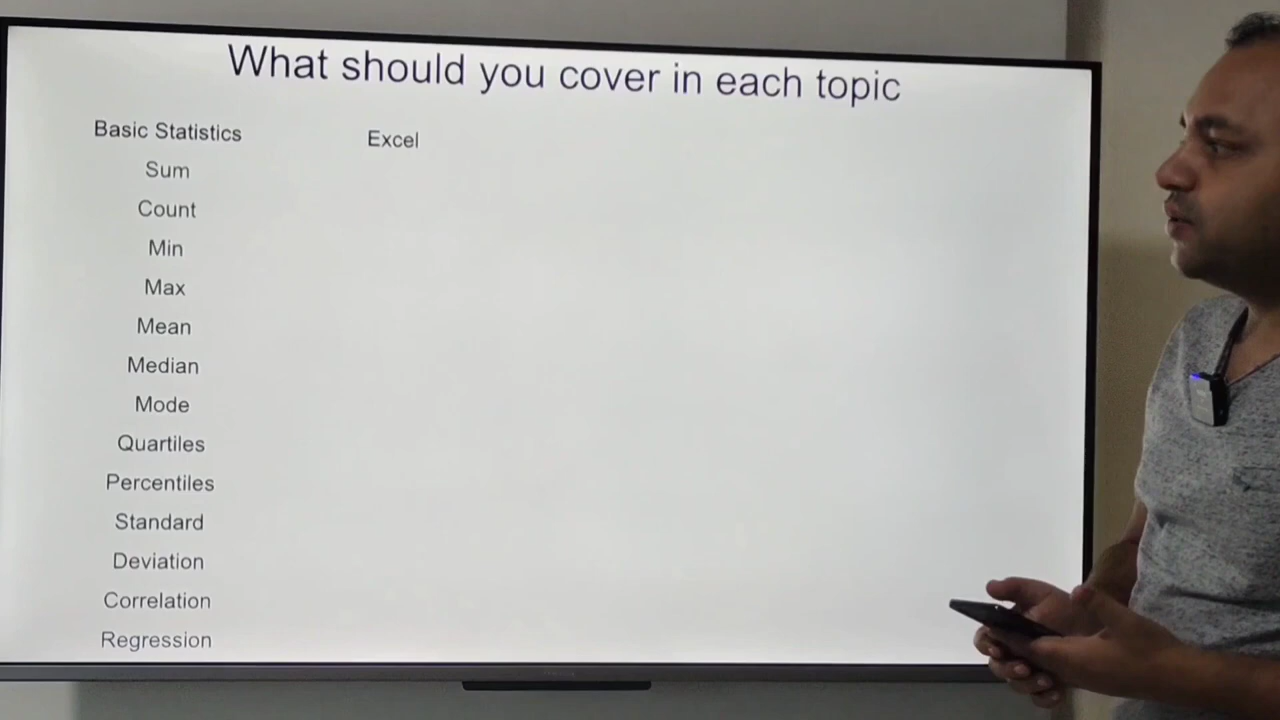 What should you cover in each topic
Basic Statistics
Sum
Count
Min
Max
Mean
Median
Mode
Quartiles
Percentiles
Standard
Deviation
Correlation
Regression
Excel